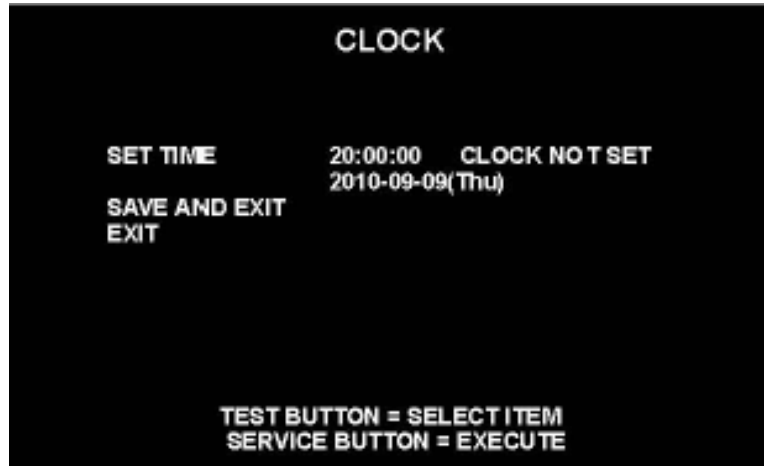 CLOCK
SET TIME 20:00:00 CLOCK NOT SET
2010-09-09(Thu)
SAVE AND EXIT
EXIT
TEST BUTTON = SELECT ITEM
SERVICE BUTTON = EXECUTE